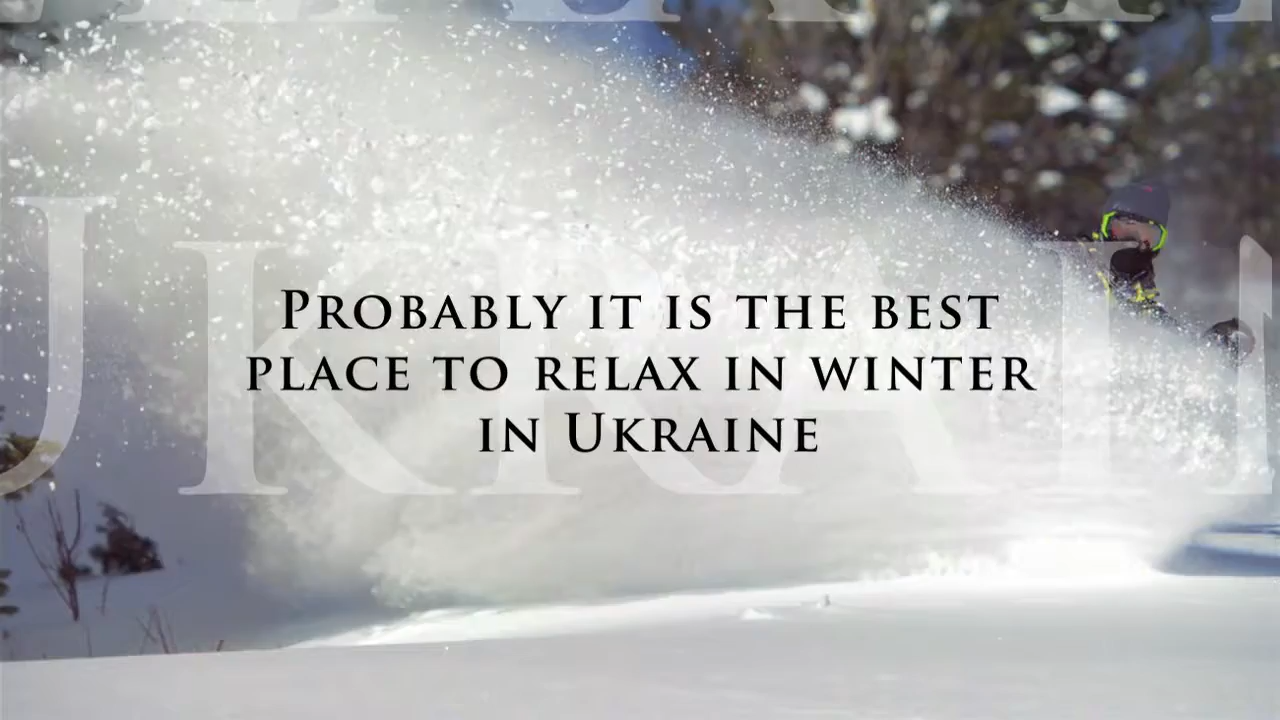 Probably it is the best
place to relax in winter
in Ukraine